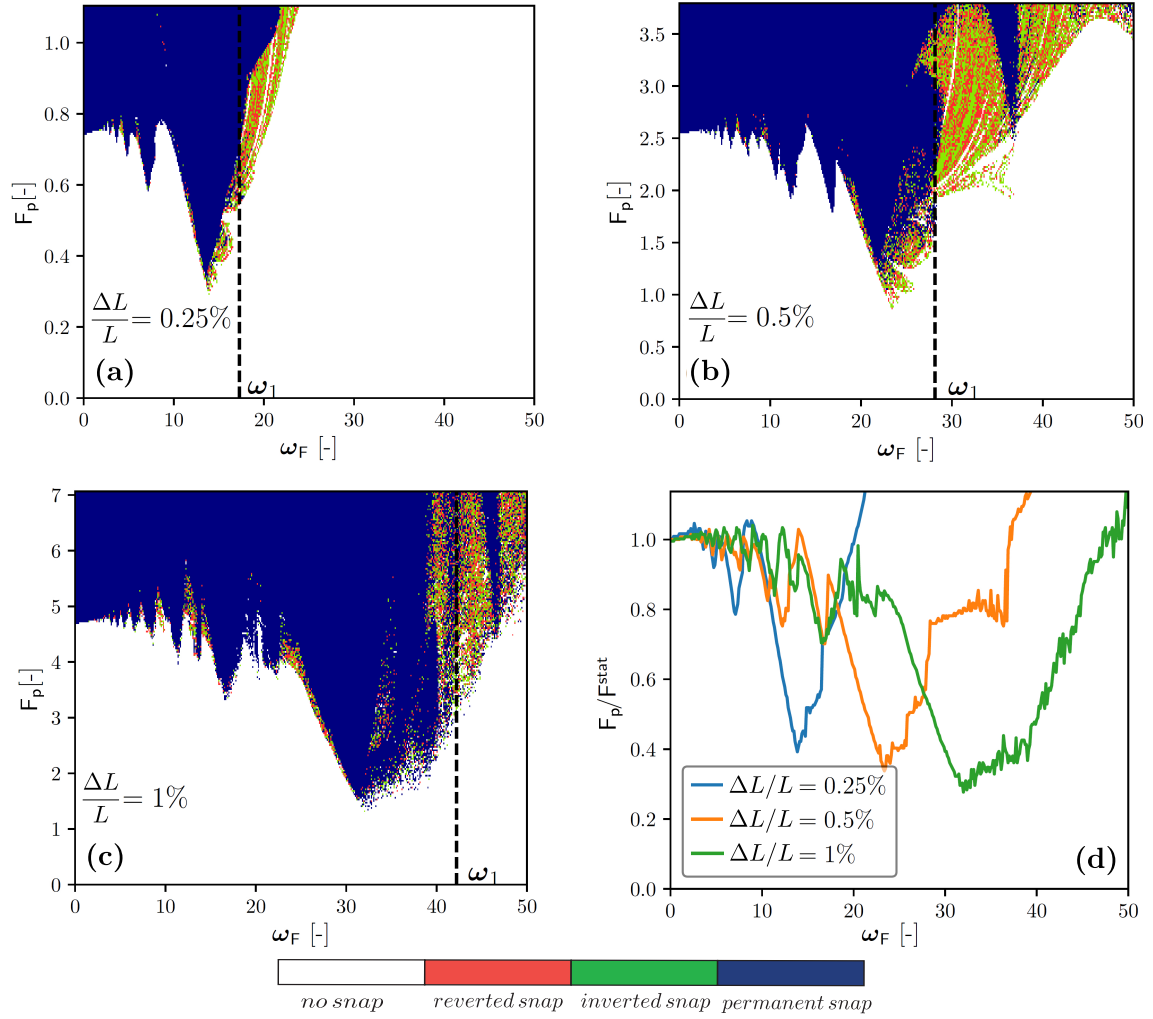 1.0
0.8
0.6
0.4
0.2
0.0
F_p[-]
ΔL/L = 0.25%
(a)
ω_1
0 10 20 30 40 50
ω_F [-]
3.5
3.0
2.5
2.0
1.5
1.0
0.5
0.0
F_p[-]
ΔL/L = 0.5%
(b)
ω_1
0 10 20 30 40 50
ω_F [-]
7
6
5
4
3
2
1
0
F_p[-]
ΔL/L = 1%
(c)
ω_1
0 10 20 30 40 50
ω_F [-]
1.0
0.8
0.6
0.4
0.2
0.0
F_p/F^stat
ΔL/L = 0.25%
ΔL/L = 0.5%
ΔL/L = 1%
(d)
0 10 20 30 40 50
ω_F [-]
no snap reverted snap inverted snap permanent snap